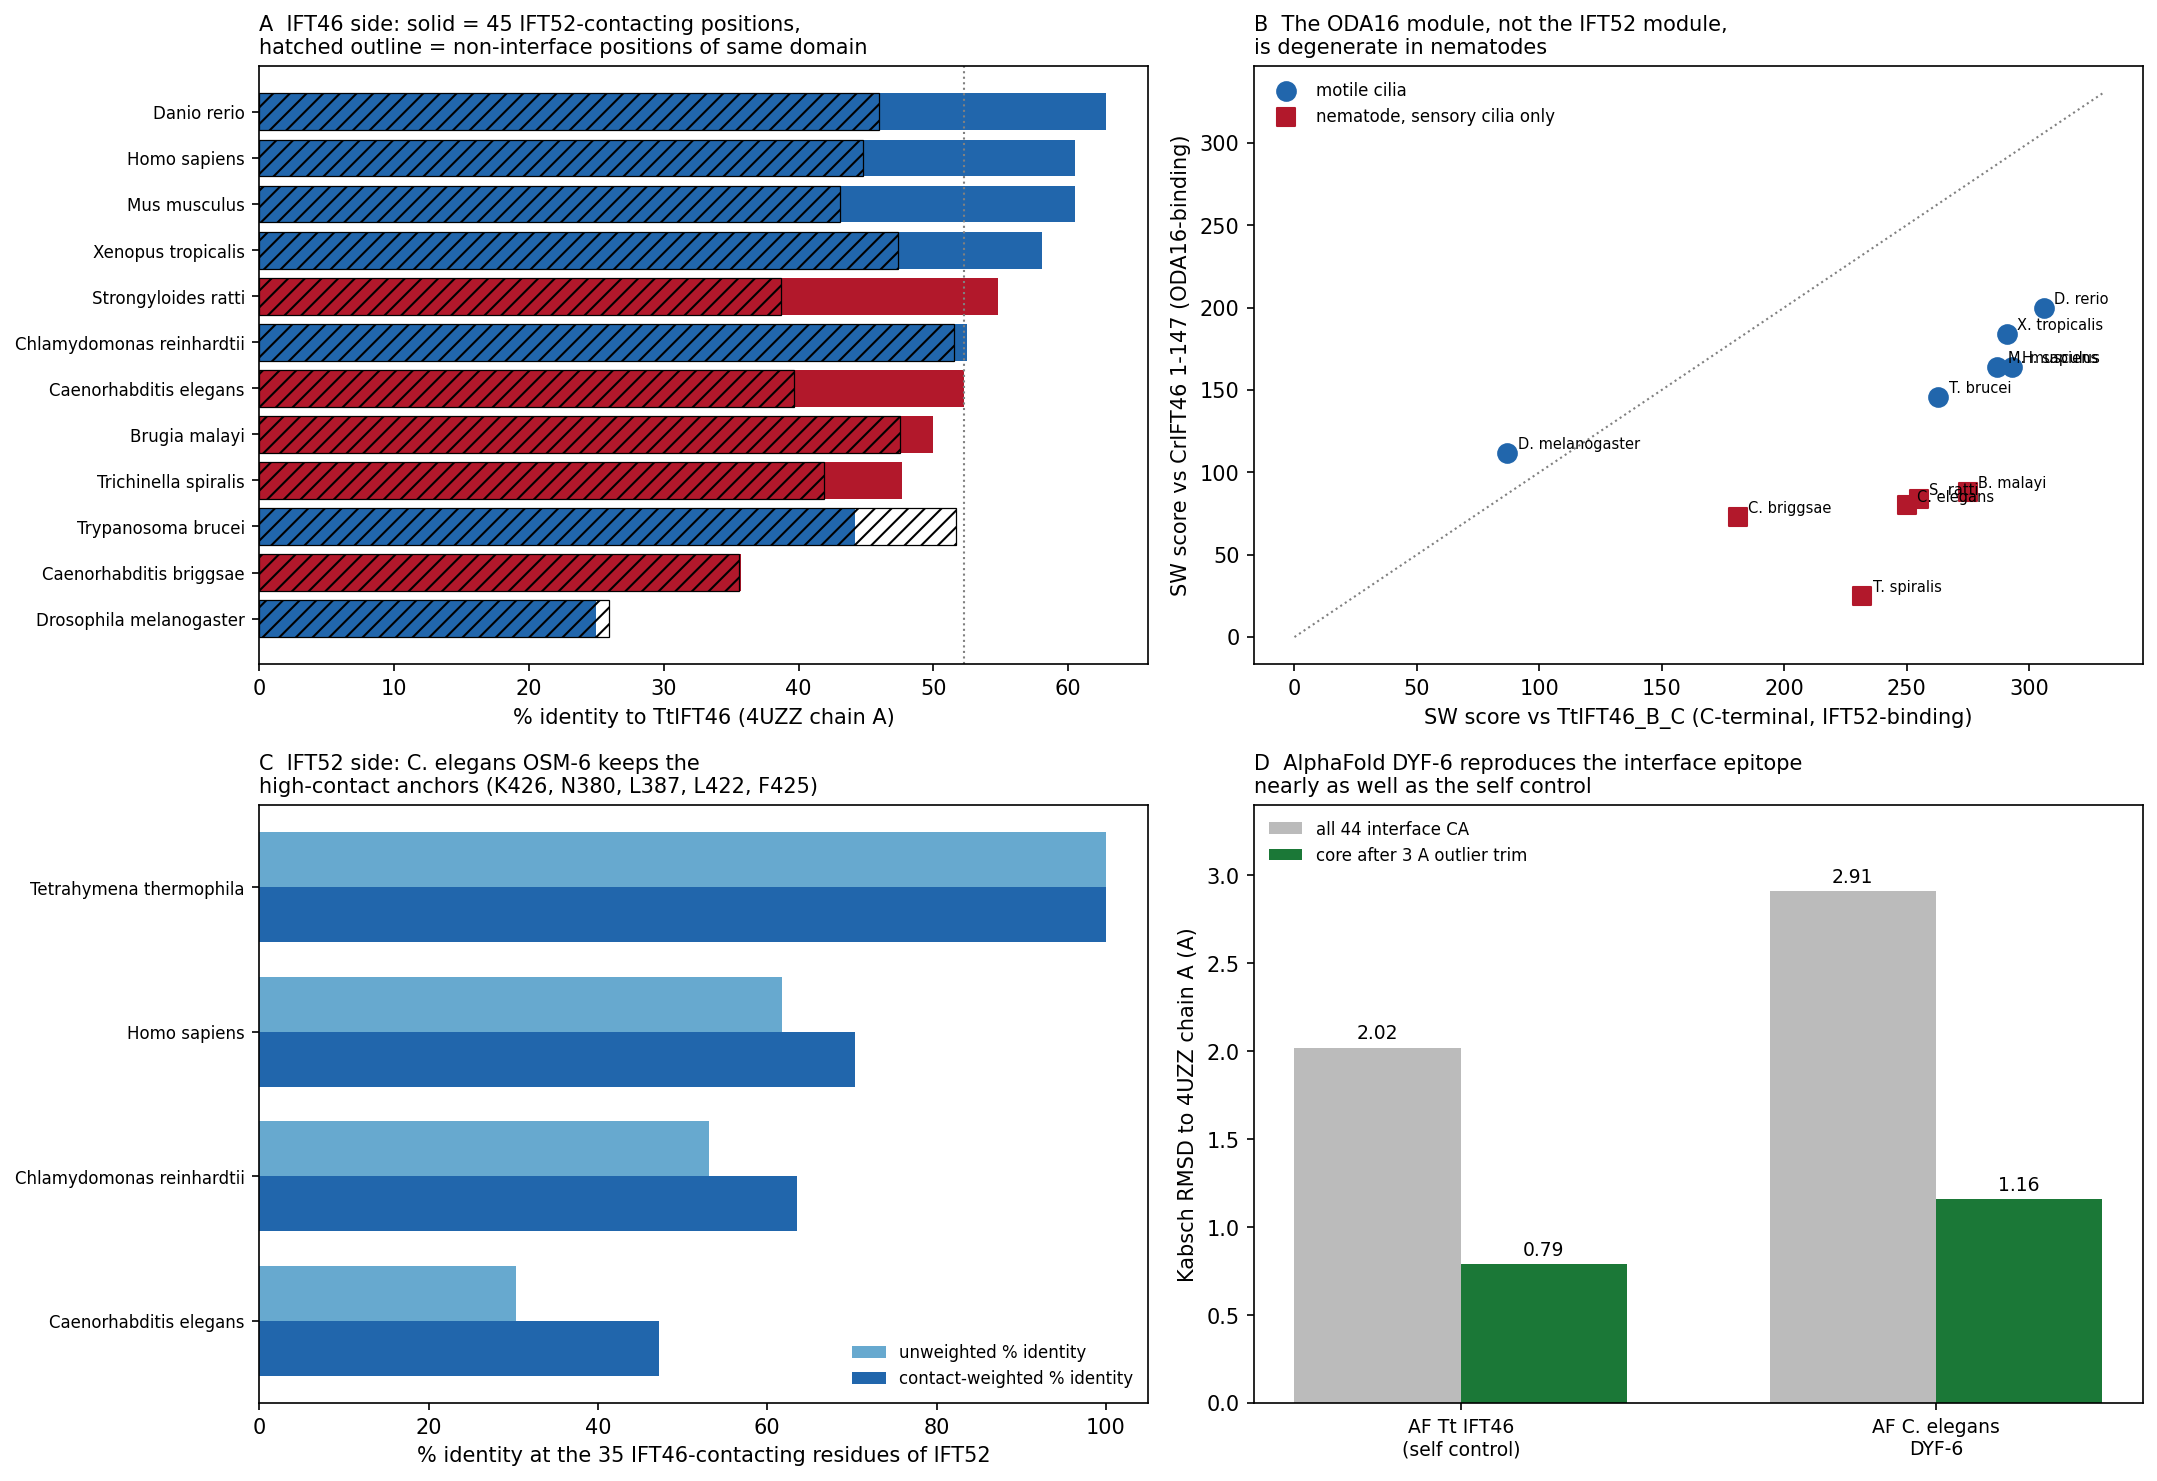 A  IFT46 side: solid = 45 IFT52-contacting positions,
hatched outline = non-interface positions of same domain
Danio rerio
Homo sapiens
Mus musculus
Xenopus tropicalis
Strongyloides ratti
Chlamydomonas reinhardtii
Caenorhabditis elegans
Brugia malayi
Trichinella spiralis
Trypanosoma brucei
Caenorhabditis briggsae
Drosophila melanogaster
0 10 20 30 40 50 60
% identity to TtIFT46 (4UZZ chain A)
B  The ODA16 module, not the IFT52 module,
is degenerate in nematodes
motile cilia
nematode, sensory cilia only
SW score vs CrIFT46 1-147 (ODA16-binding)
300
250
200
150
100
50
0
D. rerio
X. tropicalis
M. musculus
H. sapiens
T. brucei
D. melanogaster
B. malayi
S. ratti
C. elegans
C. briggsae
T. spiralis
0 50 100 150 200 250 300
SW score vs TtIFT46_B_C (C-terminal, IFT52-binding)
C  IFT52 side: C. elegans OSM-6 keeps the
high-contact anchors (K426, N380, L387, L422, F425)
Tetrahymena thermophila
Homo sapiens
Chlamydomonas reinhardtii
Caenorhabditis elegans
unweighted % identity
contact-weighted % identity
0 20 40 60 80 100
% identity at the 35 IFT46-contacting residues of IFT52
D  AlphaFold DYF-6 reproduces the interface epitope
nearly as well as the self control
all 44 interface CA
core after 3 A outlier trim
Kabsch RMSD to 4UZZ chain A (A)
3.0
2.5
2.0
1.5
1.0
0.5
0.0
2.02
0.79
2.91
1.16
AF Tt IFT46
(self control)
AF C. elegans
DYF-6